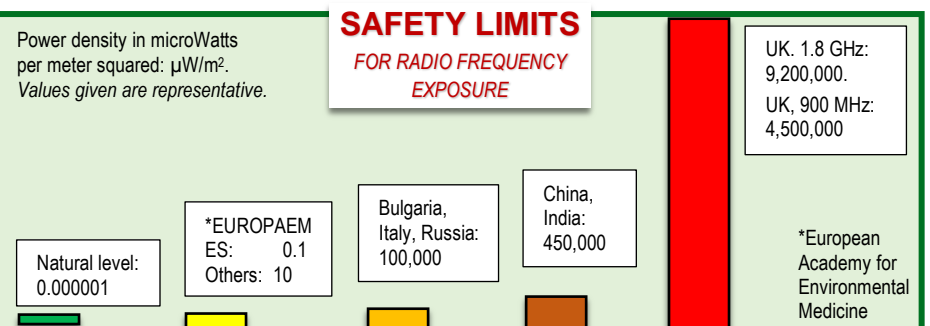 SAFETY LIMITS
FOR RADIO FREQUENCY
EXPOSURE
Power density in microWatts
per meter squared: µW/m².
Values given are representative.
Natural level:
0.000001
*EUROPAEM
ES: 0.1
Others: 10
Bulgaria,
Italy, Russia:
100,000
China,
India:
450,000
UK. 1.8 GHz:
9,200,000.
UK, 900 MHz:
4,500,000
*European
Academy for
Environmental
Medicine